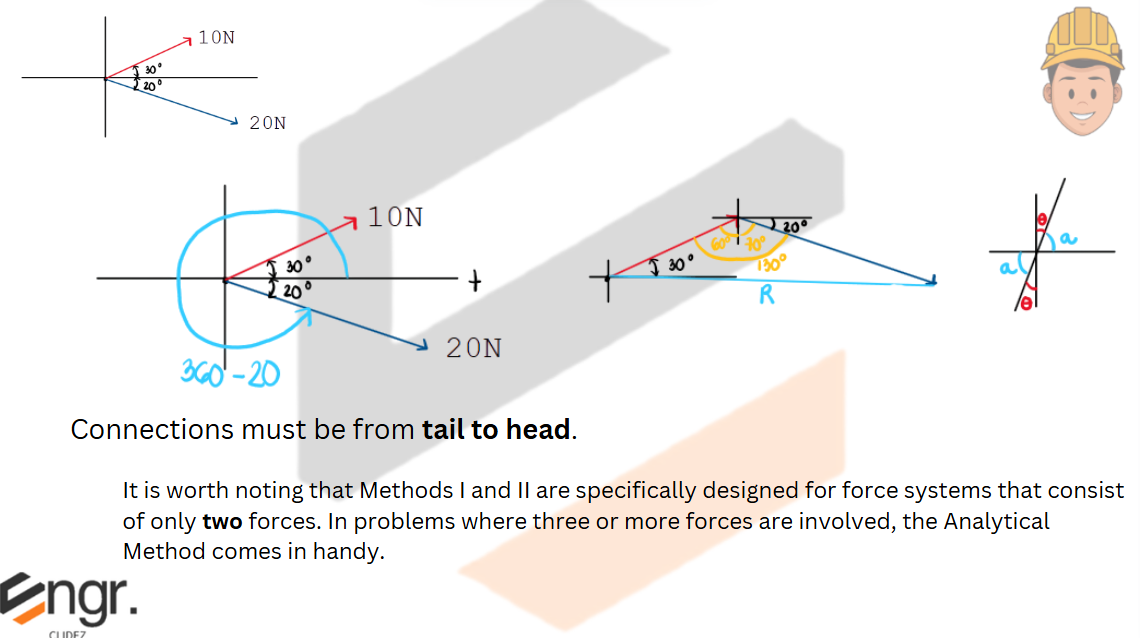 10N
30°
20°
20N
10N
30°
20°
+
20N
360-20
20°
60° 70°
30°
130°
R
θ
a
a
θ
Connections must be from tail to head.
It is worth noting that Methods I and II are specifically designed for force systems that consist
of only two forces. In problems where three or more forces are involved, the Analytical
Method comes in handy.
Engr.
CLIDEZ